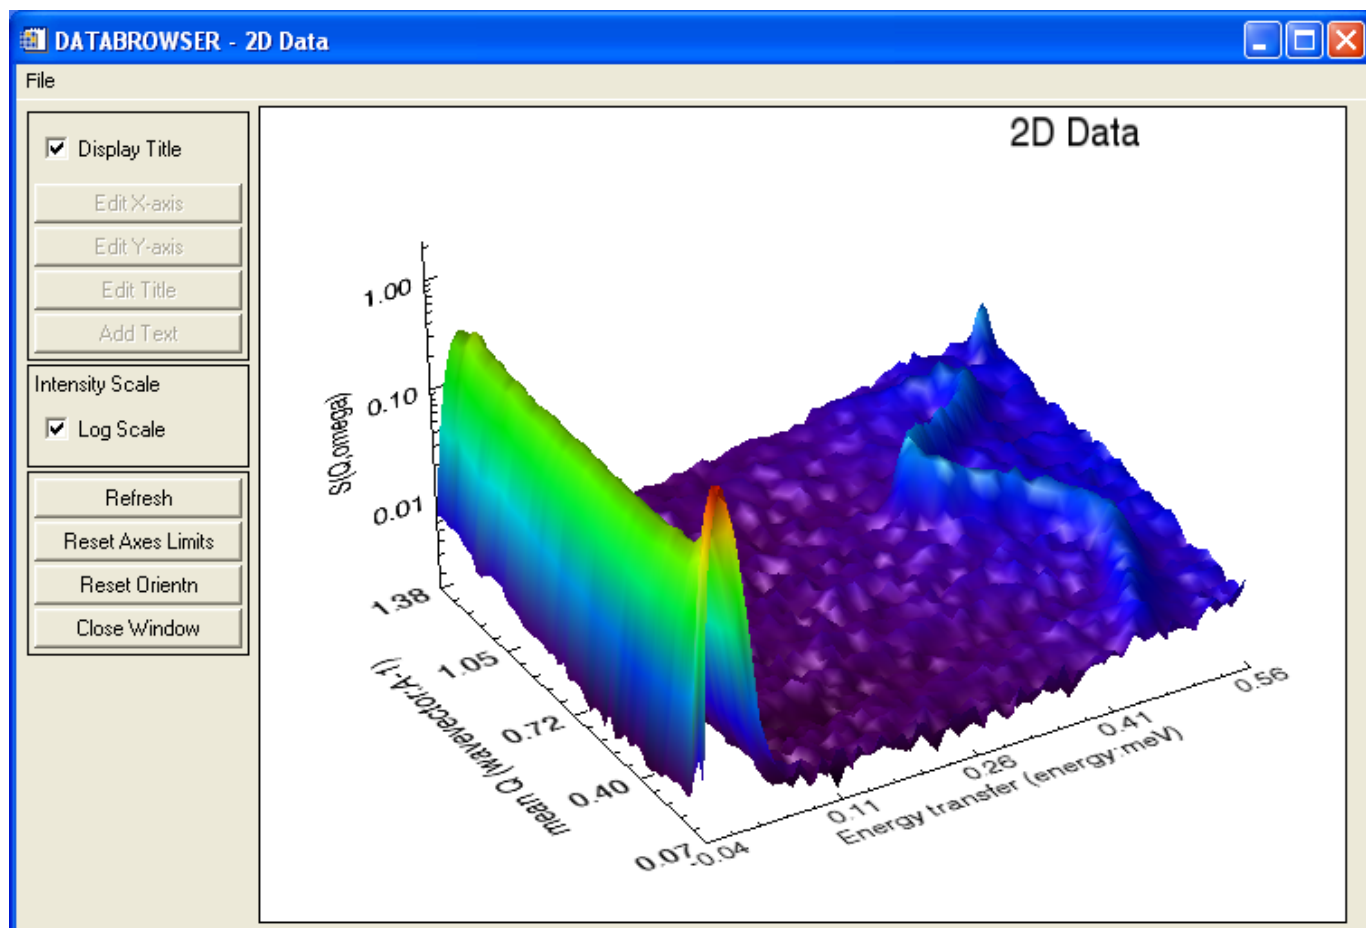 DATABROWSER - 2D Data
File
Display Title
Edit X-axis
Edit Y-axis
Edit Title
Add Text
Intensity Scale
Log Scale
Refresh
Reset Axes Limits
Reset Orientn
Close Window
2D Data
1.00
0.10
0.01
S(Q,omega)
1.38
1.05
0.72
0.40
0.07
mean Q (wavevector:A-1)
-0.04
0.11
0.26
0.41
0.56
Energy transfer (energy:meV)